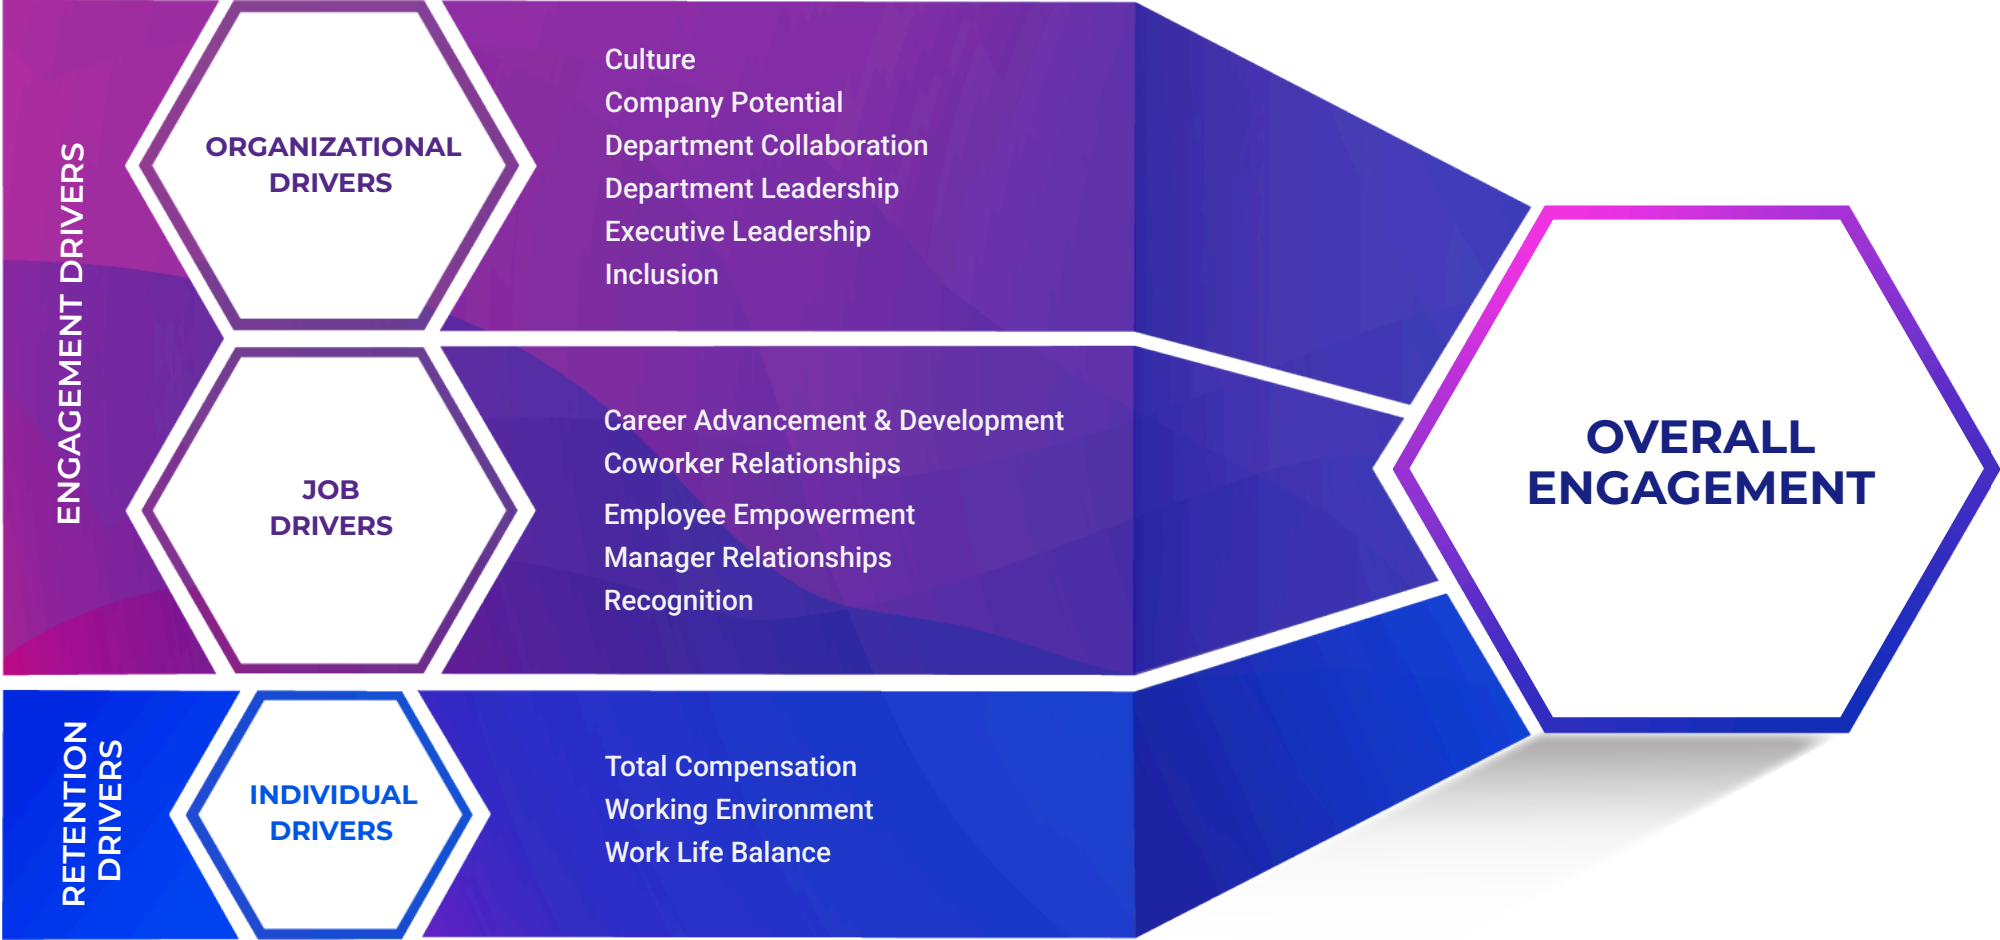 ENGAGEMENT DRIVERS
ORGANIZATIONAL
DRIVERS
Culture
Company Potential
Department Collaboration
Department Leadership
Executive Leadership
Inclusion
JOB
DRIVERS
Career Advancement & Development
Coworker Relationships
Employee Empowerment
Manager Relationships
Recognition
RETENTION
DRIVERS
INDIVIDUAL
DRIVERS
Total Compensation
Working Environment
Work Life Balance
OVERALL
ENGAGEMENT